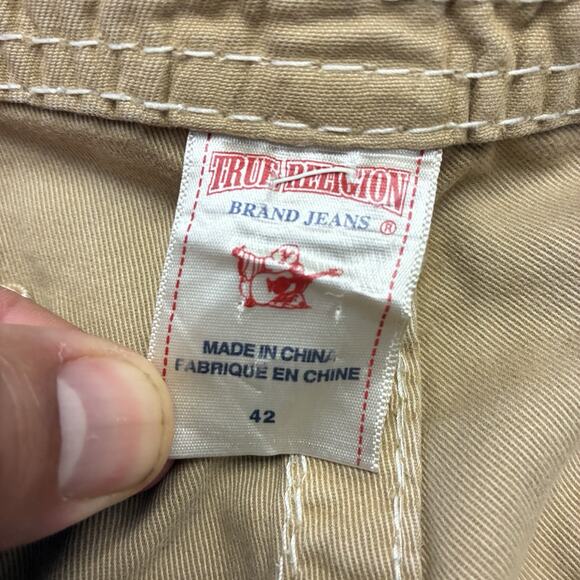 TRUE RELIGION
BRAND JEANS ®
MADE IN CHINA
FABRIQUE EN CHINE
42